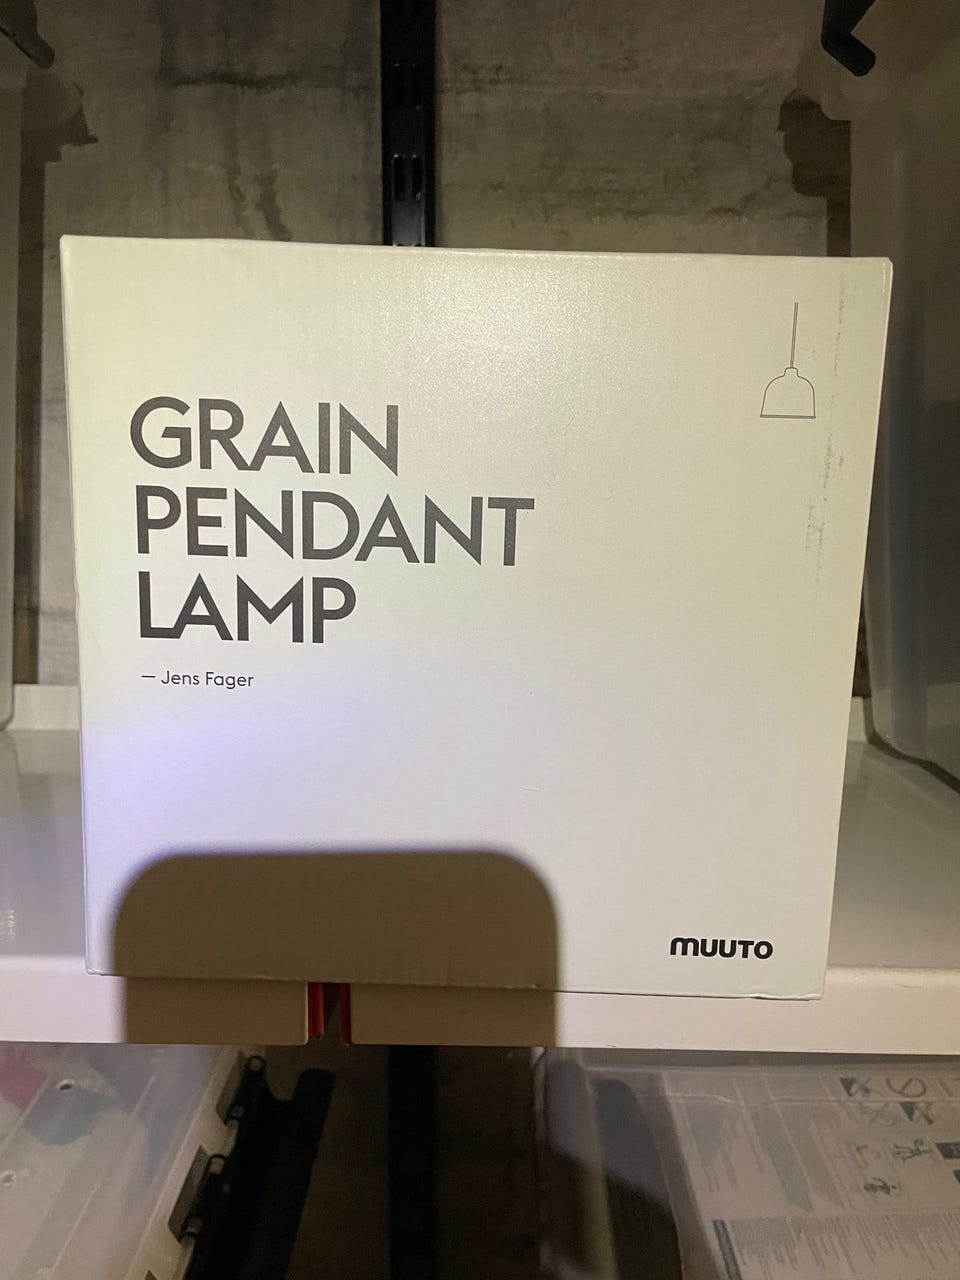 GRAIN
PENDANT
LAMP
— Jens Fager
MUUTO